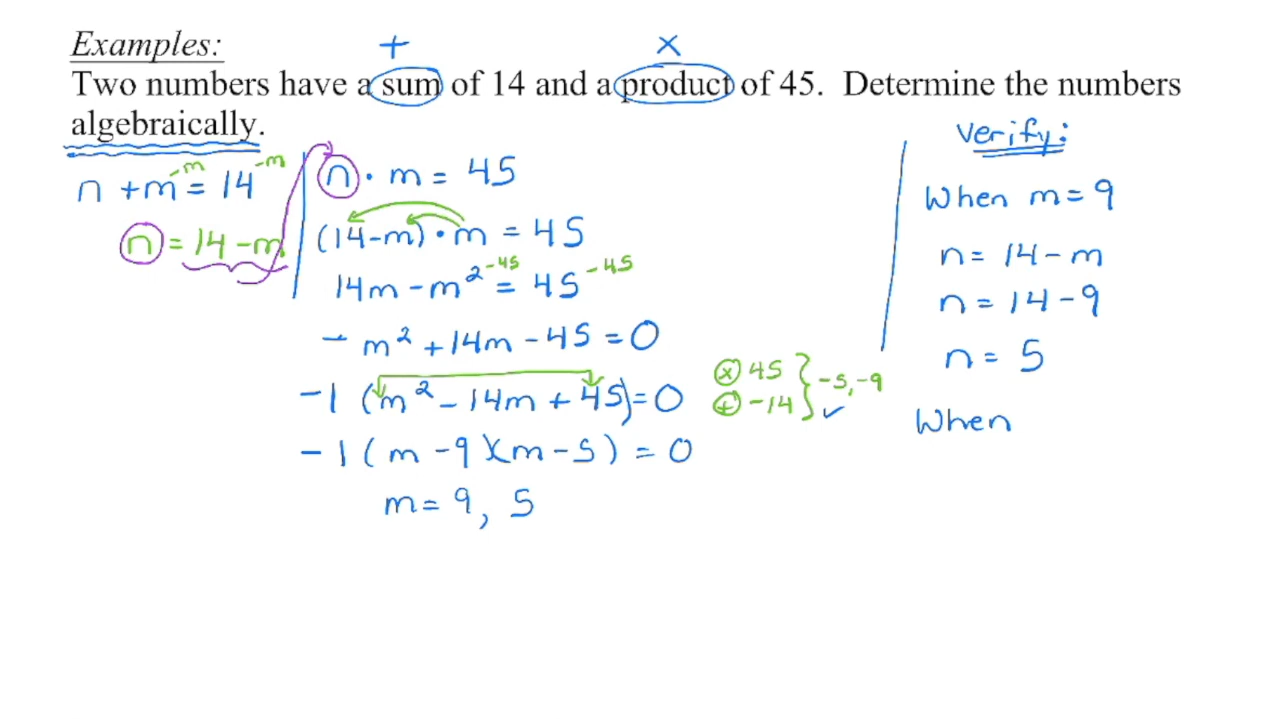 Examples:
+ ×
Two numbers have a sum of 14 and a product of 45. Determine the numbers
algebraically.
n + m - m = 14 - m
n = 14 - m
n · m = 45
(14 - m) · m = 45
14m - m² - 45 = 45 - 45
- m² + 14m - 45 = 0
-1 (m² - 14m + 45) = 0
× 45
+ -14
} -5, -9 ✓
-1 (m - 9)(m - 5) = 0
m = 9, 5
Verify:
When m = 9
n = 14 - m
n = 14 - 9
n = 5
When